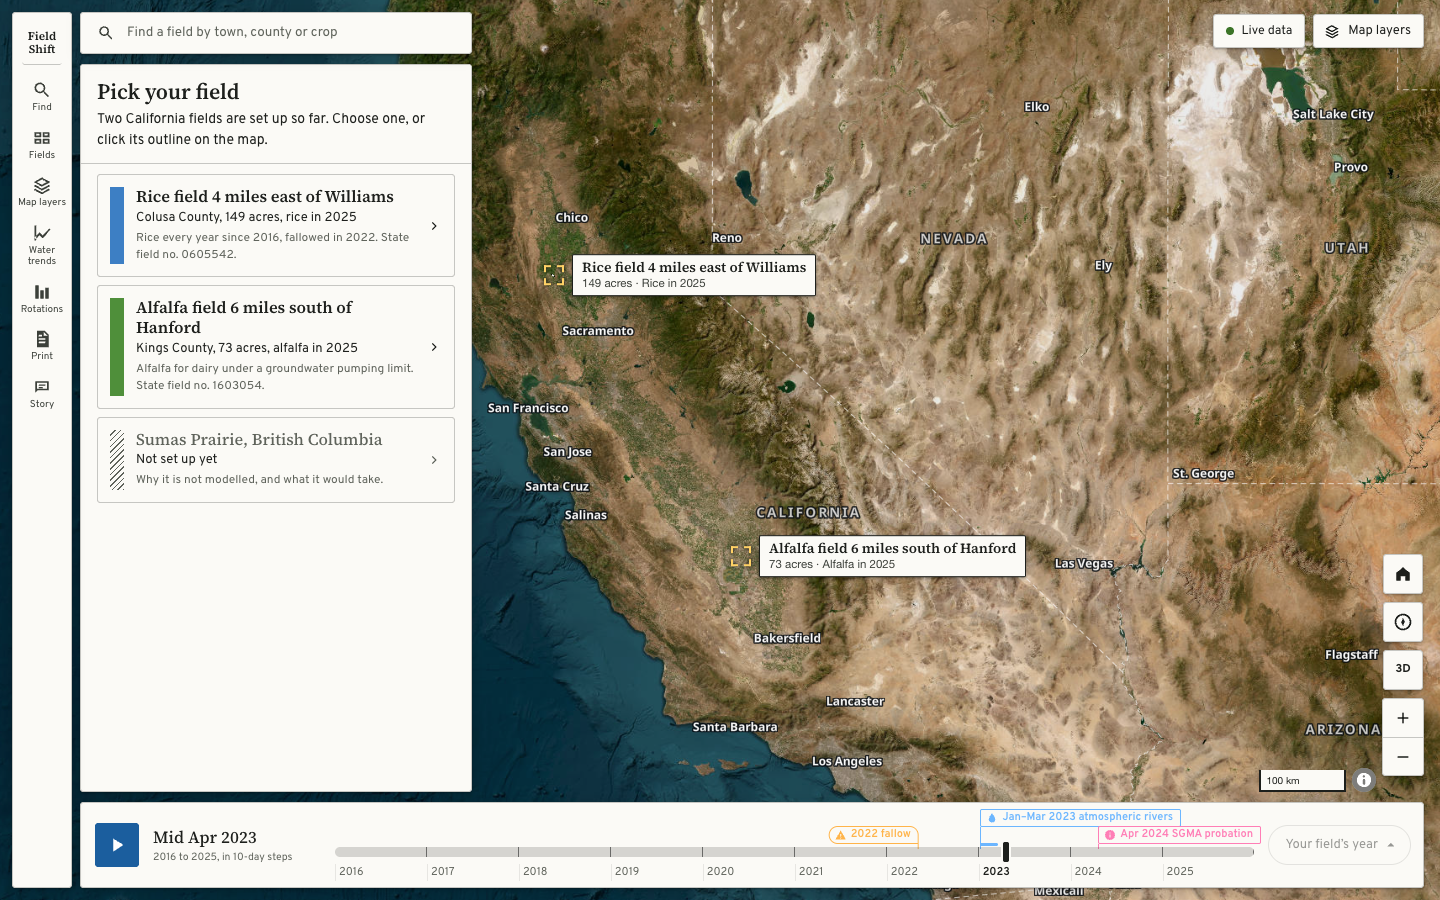 Field
Shift
Find
Fields
Map layers
Water
trends
Rotations
Print
Story
Find a field by town, county or crop
Pick your field
Two California fields are set up so far. Choose one, or
click its outline on the map.
Rice field 4 miles east of Williams
Colusa County, 149 acres, rice in 2025
Rice every year since 2016, fallowed in 2022. State
field no. 0605542.
Alfalfa field 6 miles south of
Hanford
Kings County, 73 acres, alfalfa in 2025
Alfalfa for dairy under a groundwater pumping limit.
State field no. 1603054.
Sumas Prairie, British Columbia
Not set up yet
Why it is not modelled, and what it would take.
Live data
Map layers
Elko
Salt Lake City
Provo
Chico
Reno
NEVADA
UTAH
Ely
Rice field 4 miles east of Williams
149 acres · Rice in 2025
Sacramento
San Francisco
San Jose
St. George
Santa Cruz
Salinas
CALIFORNIA
Alfalfa field 6 miles south of Hanford
73 acres · Alfalfa in 2025
Las Vegas
Bakersfield
Flagstaff
3D
Lancaster
Santa Barbara
ARIZONA
Los Angeles
100 km
Mid Apr 2023
2016 to 2025, in 10-day steps
Jan–Mar 2023 atmospheric rivers
2022 fallow
Apr 2024 SGMA probation
2016
2017
2018
2019
2020
2021
2022
2023
2024
2025
Your field's year
Mexicali